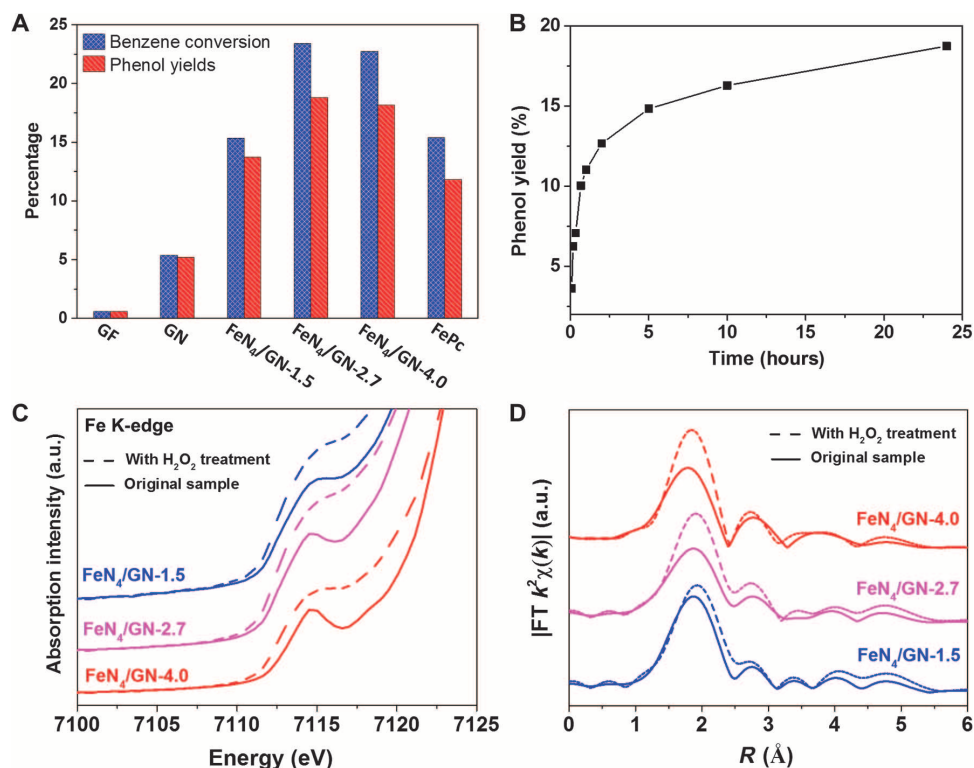 A
25
20
15
10
5
0
Percentage
Benzene conversion
Phenol yields
GF
GN
FeN₄/GN-1.5
FeN₄/GN-2.7
FeN₄/GN-4.0
FePc
B
20
15
10
5
Phenol yield (%)
0
5
10
15
20
25
Time (hours)
C
Fe K-edge
With H₂O₂ treatment
Original sample
Absorption intensity (a.u.)
FeN₄/GN-1.5
FeN₄/GN-2.7
FeN₄/GN-4.0
7100
7105
7110
7115
7120
7125
Energy (eV)
D
With H₂O₂ treatment
Original sample
|FT k²χ(k)| (a.u.)
FeN₄/GN-4.0
FeN₄/GN-2.7
FeN₄/GN-1.5
0
1
2
3
4
5
6
R (Å)